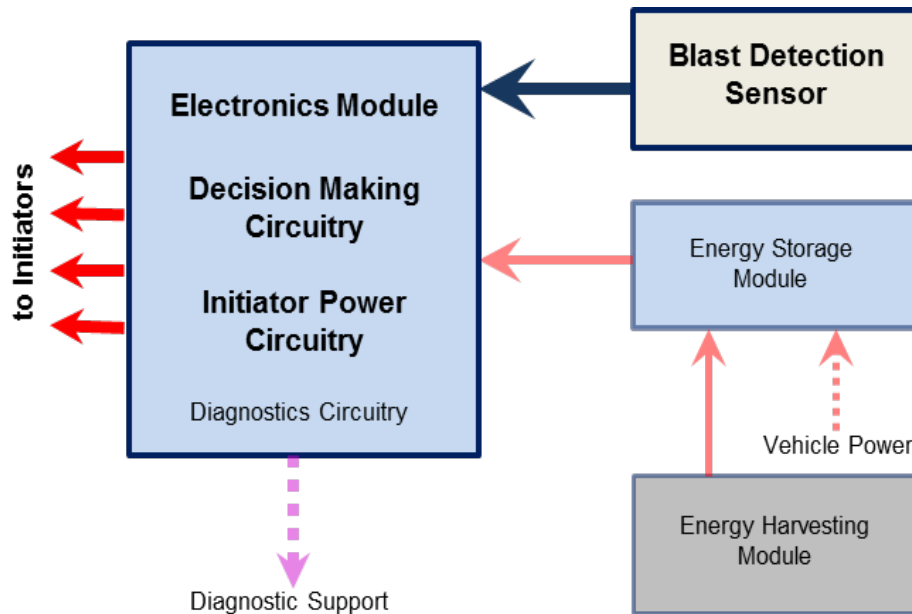 Electronics Module
Decision Making
Circuitry
Initiator Power
Circuitry
Diagnostics Circuitry
to Initiators
Blast Detection
Sensor
Energy Storage
Module
Vehicle Power
Energy Harvesting
Module
Diagnostic Support